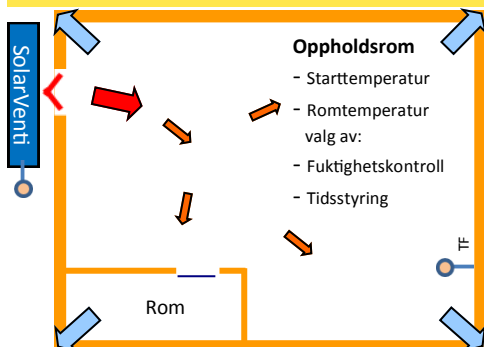 SolarVenti
Oppholdsrom
- Starttemperatur
- Romtemperatur
valg av:
- Fuktighetskontroll
- Tidsstyring
TF
Rom